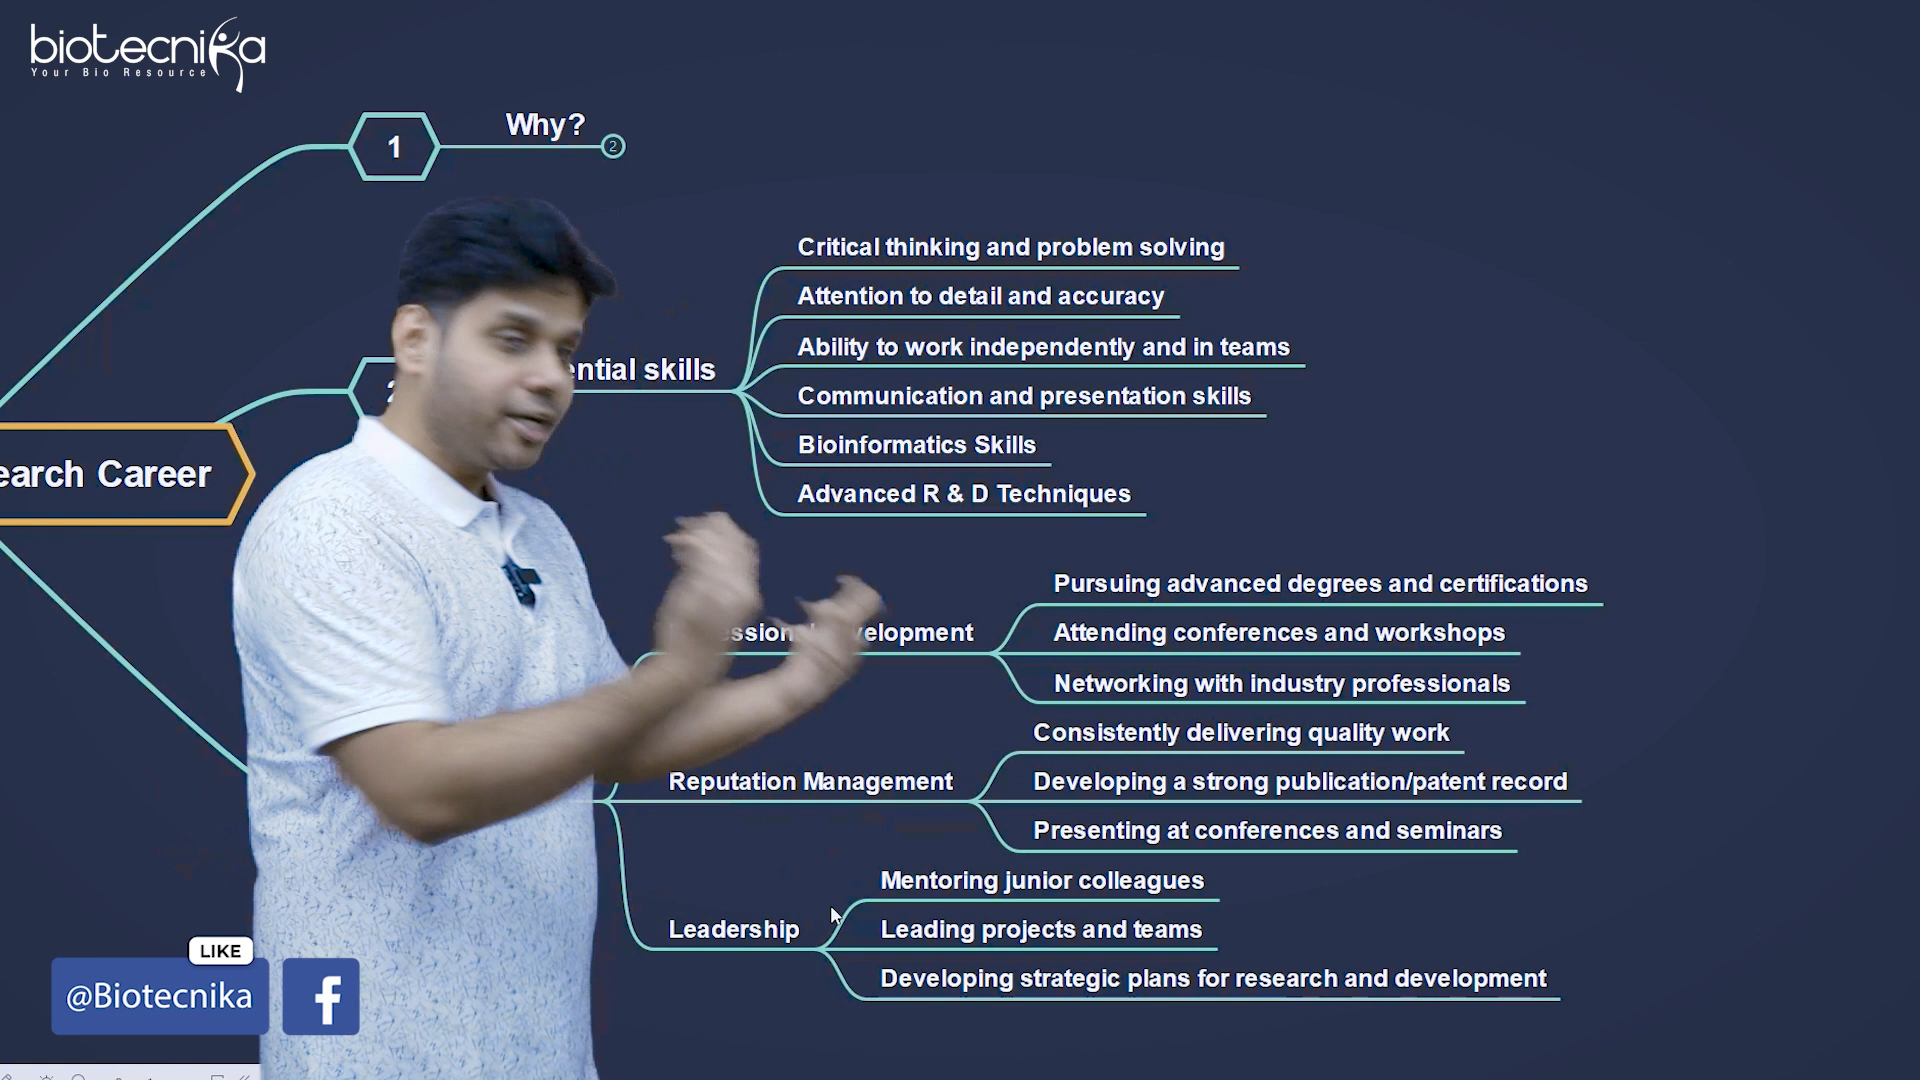 biotecnika
Your Bio Resource
1
Why?
2
Critical thinking and problem solving
Attention to detail and accuracy
Ability to work independently and in teams
skills
Communication and presentation skills
Bioinformatics Skills
Career
Advanced R & D Techniques
Pursuing advanced degrees and certifications
Attending conferences and workshops
Networking with industry professionals
Consistently delivering quality work
Reputation Management
Developing a strong publication/patent record
Presenting at conferences and seminars
Mentoring junior colleagues
Leadership
Leading projects and teams
Developing strategic plans for research and development
LIKE
@Biotecnika
f